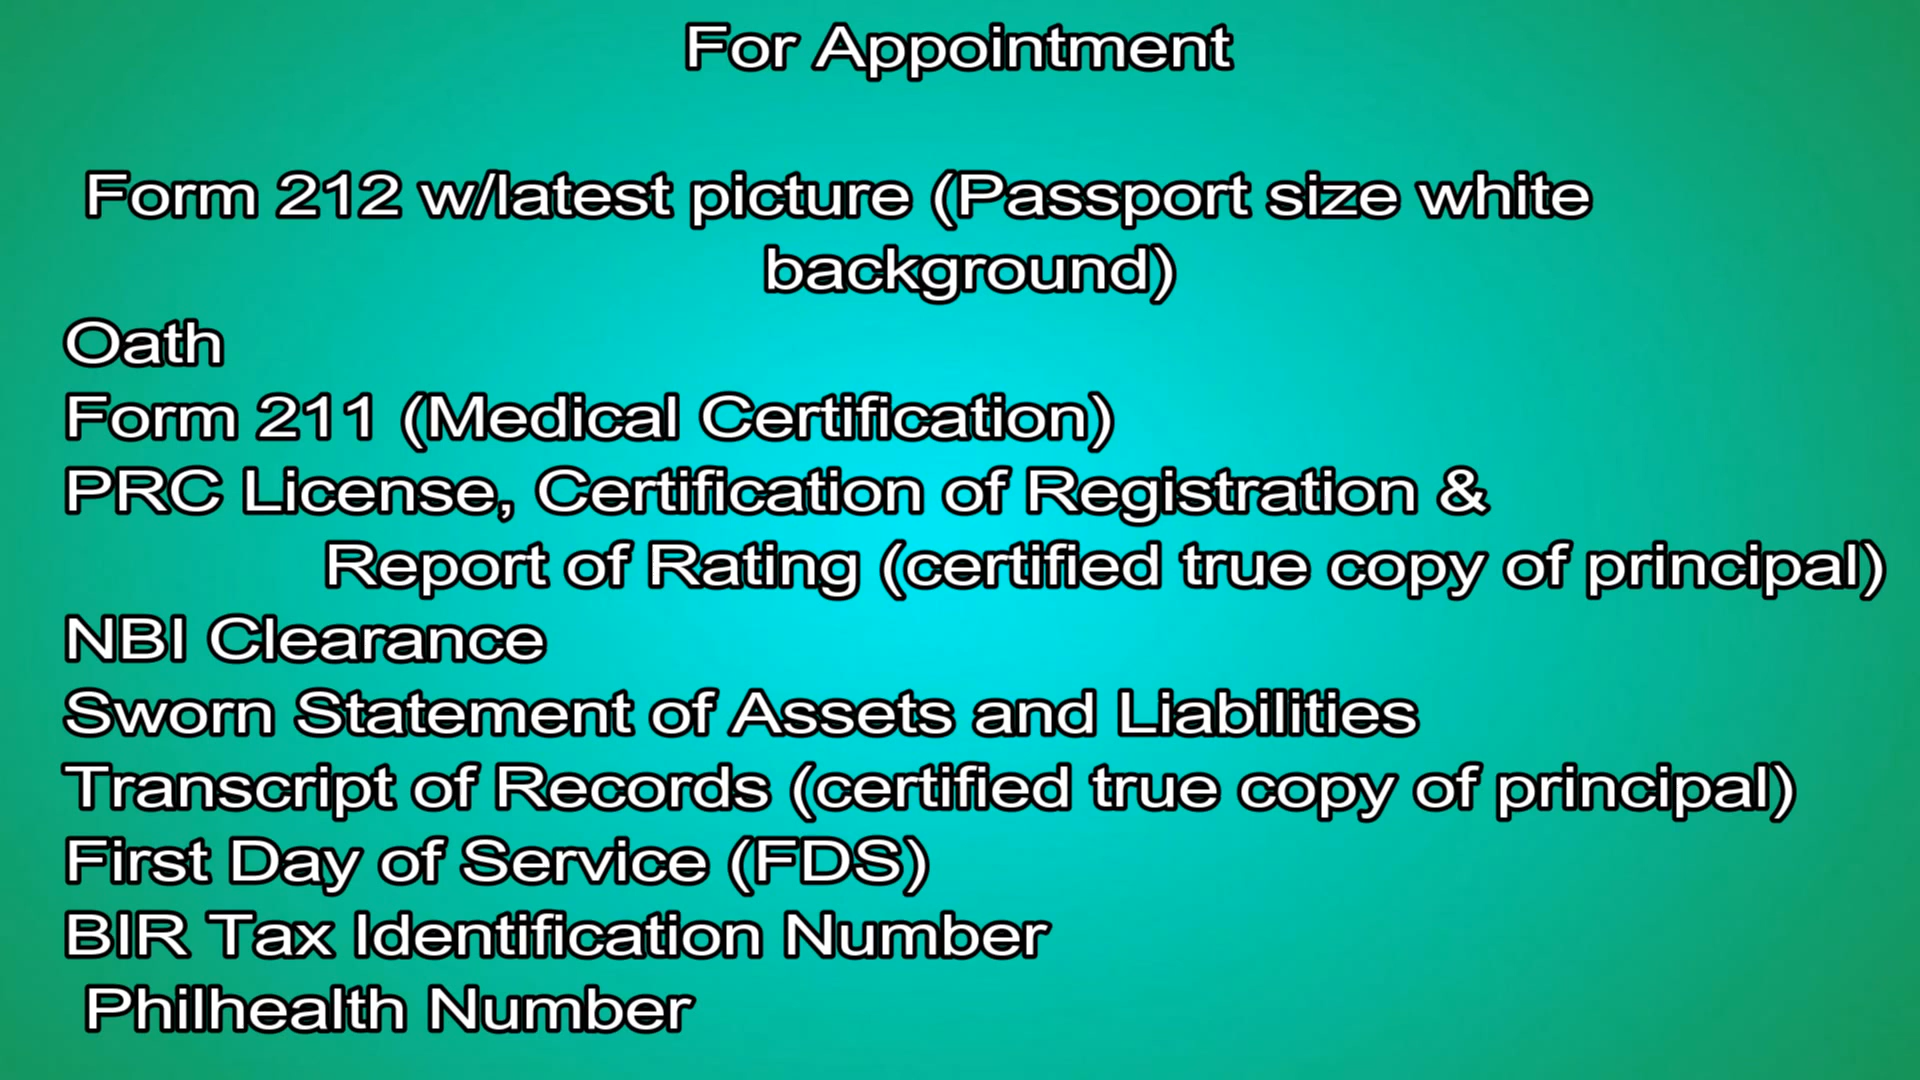 For Appointment
Form 212 w/latest picture (Passport size white
background)
Oath
Form 211 (Medical Certification)
PRC License, Certification of Registration &
Report of Rating (certified true copy of principal)
NBI Clearance
Sworn Statement of Assets and Liabilities
Transcript of Records (certified true copy of principal)
First Day of Service (FDS)
BIR Tax Identification Number
Philhealth Number